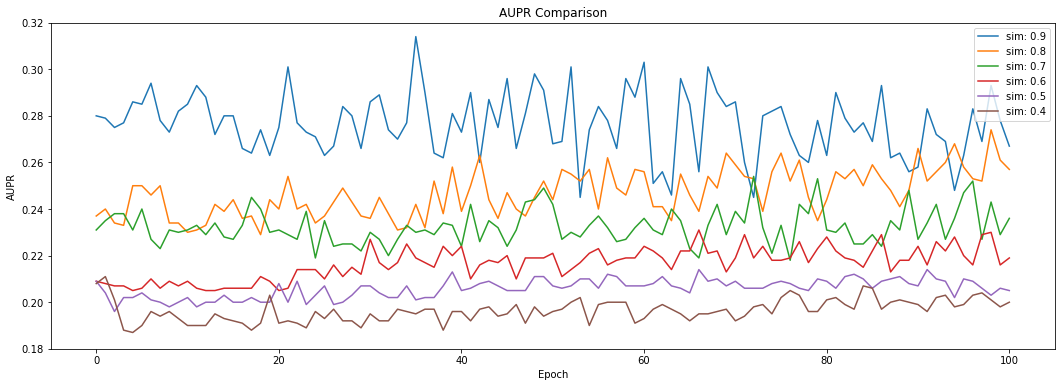 AUPR Comparison
0.32
0.30
0.28
0.26
0.24
0.22
0.20
0.18
AUPR
sim: 0.9
sim: 0.8
sim: 0.7
sim: 0.6
sim: 0.5
sim: 0.4
0 20 40 60 80 100
Epoch